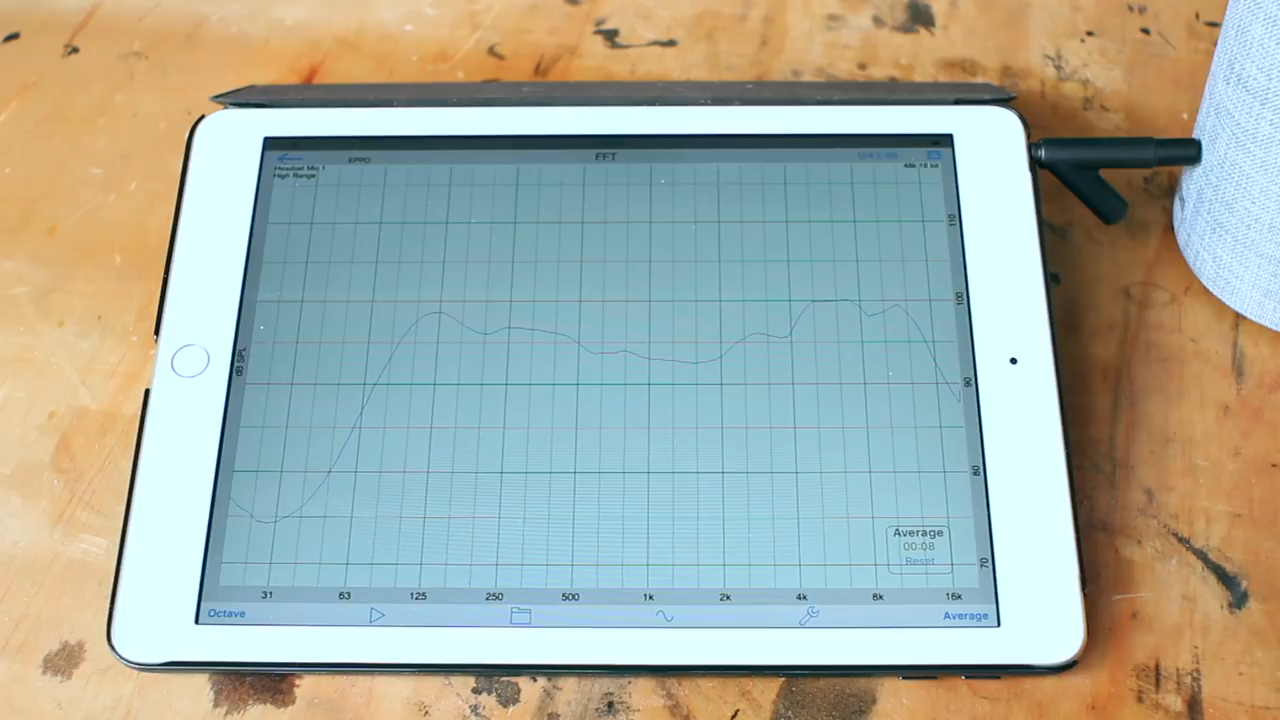 EPPO
FFT
Headset Mic 1
High Range
48k 16 bit
110
100
90
80
70
dB SPL
Average
00:08
Reset
31 63 125 250 500 1k 2k 4k 8k 16k
Octave
Average